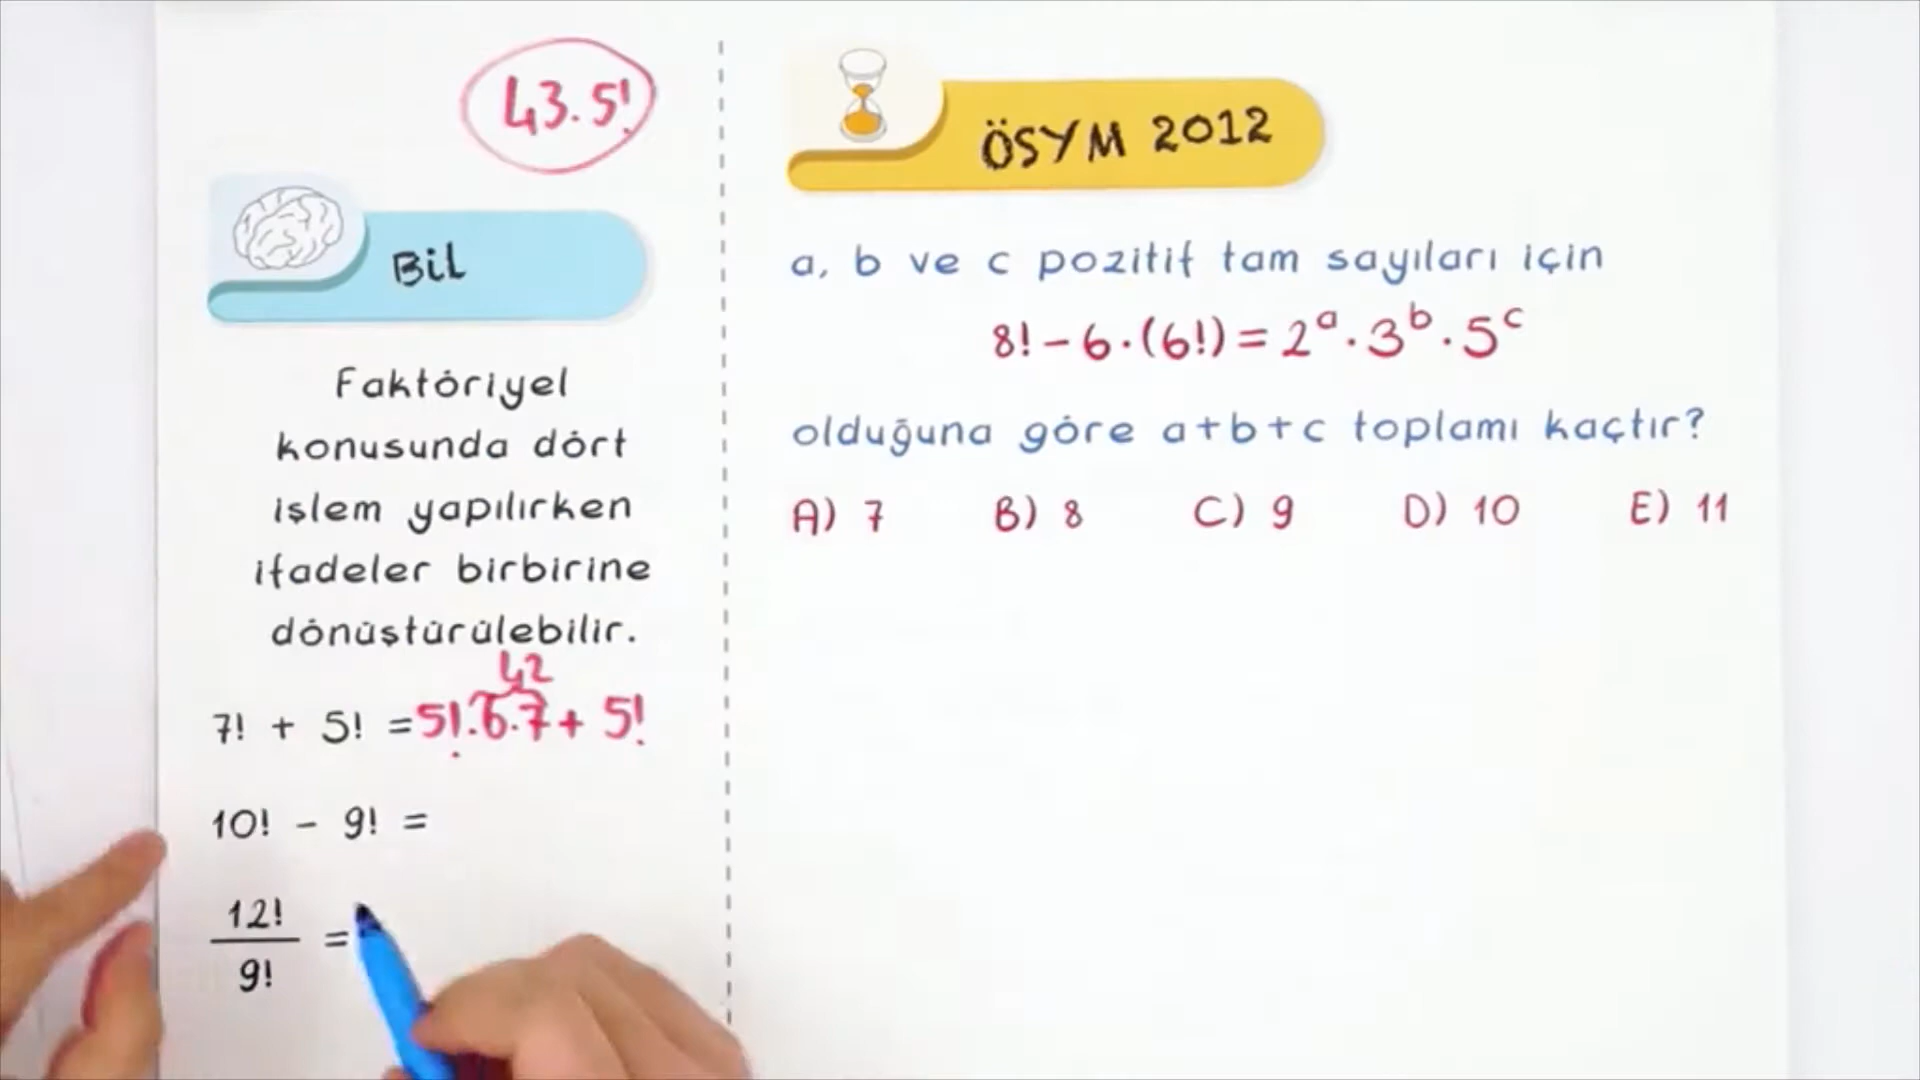 43.5!
Bil
Faktöriyel
konusunda dört
işlem yapılırken
ifadeler birbirine
dönüştürülebilir.
42
7! + 5! = 5!.6.7 + 5!
10! - 9! =
12!
9!
=
ÖSYM 2012
a, b ve c pozitif tam sayıları için
8! - 6·(6!) = 2ᵃ · 3ᵇ · 5ᶜ
olduğuna göre a+b+c toplamı kaçtır?
A) 7 B) 8 C) 9 D) 10 E) 11